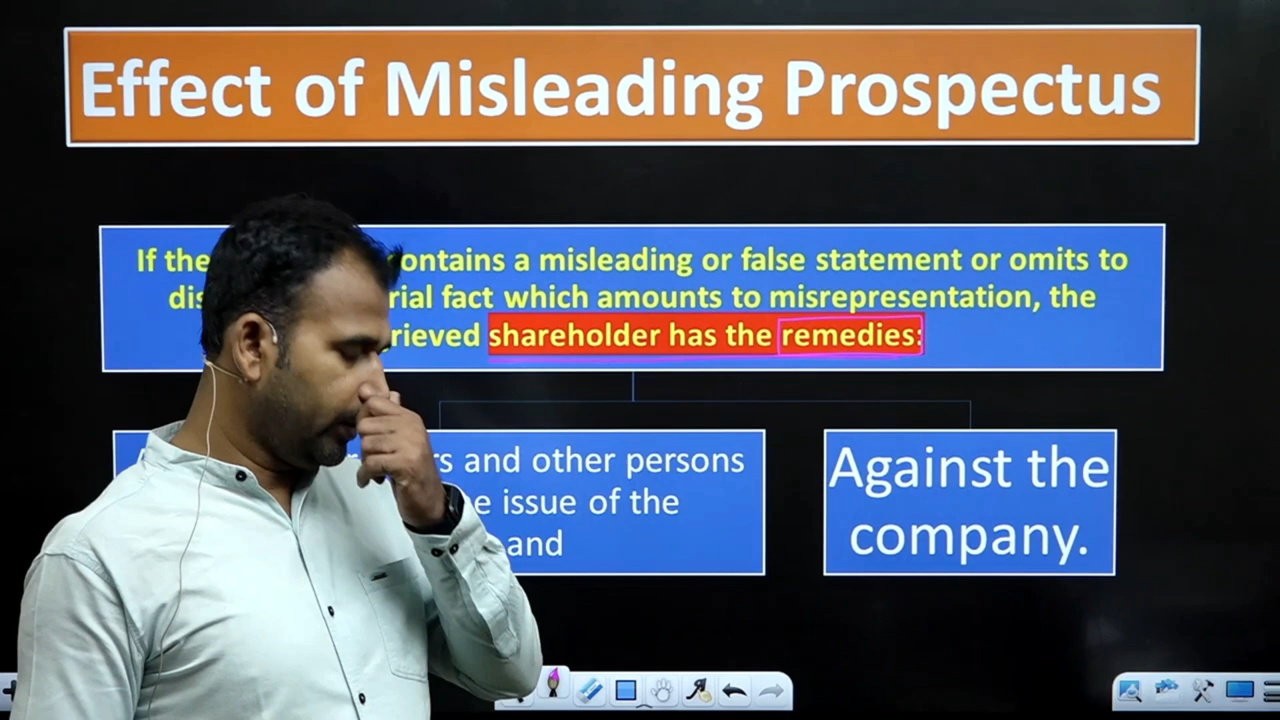 Effect of Misleading Prospectus
If the ontains a misleading or false statement or omits to
dis rial fact which amounts to misrepresentation, the
rieved shareholder has the remedies:
rs and other persons
e issue of the
and
Against the
company.